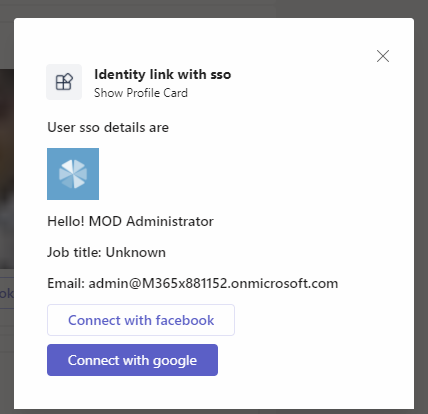 Identity link with sso
Show Profile Card
User sso details are
Hello! MOD Administrator
Job title: Unknown
Email: admin@M365x881152.onmicrosoft.com
Connect with facebook
Connect with google
ok